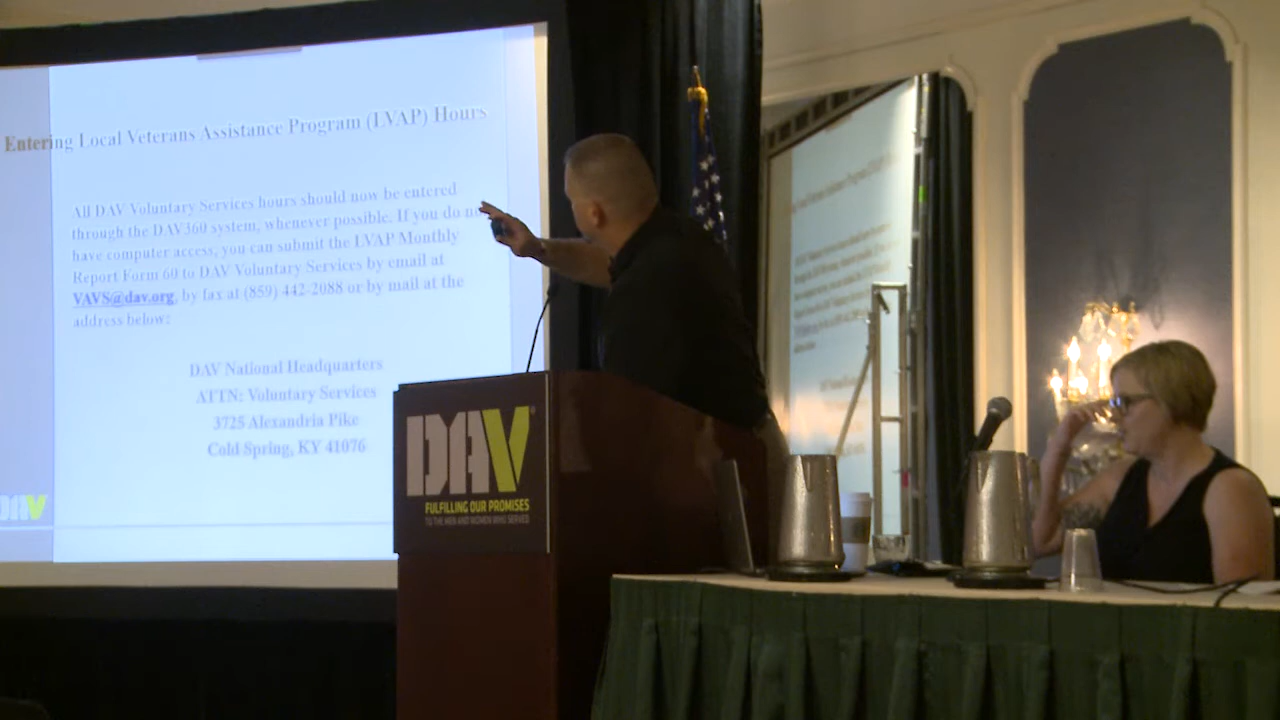 Entering Local Veterans Assistance Program (LVAP) Hours
All DAV Voluntary Services hours should now be entered
through the DAV360 system, whenever possible. If you do no
have computer access, you can submit the LVAP Monthly
Report Form 60 to DAV Voluntary Services by email at
VAVS@dav.org, by fax at (859) 442-2088 or by mail at the
address below:
DAV National Headquarters
ATTN: Voluntary Services
3725 Alexandria Pike
Cold Spring, KY 41076
DAV
DAV
FULFILLING OUR PROMISES
TO THE MEN AND WOMEN WHO SERVED